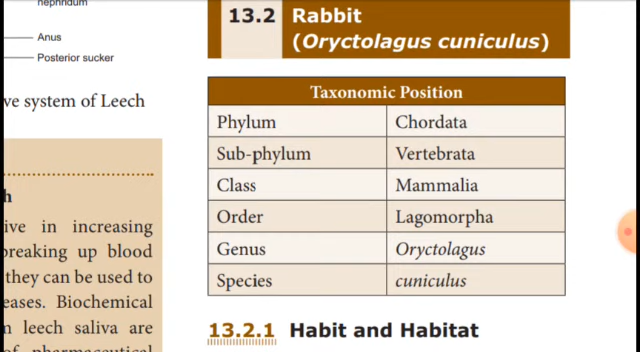 nephridium
Anus
Posterior sucker
ve system of Leech
h
ive in increasing
breaking up blood
they can be used to
eases. Biochemical
n leech saliva are
of pharmaceutical
13.2 Rabbit
(Oryctolagus cuniculus)
Taxonomic Position
Phylum Chordata
Sub-phylum Vertebrata
Class Mammalia
Order Lagomorpha
Genus Oryctolagus
Species cuniculus
13.2.1 Habit and Habitat